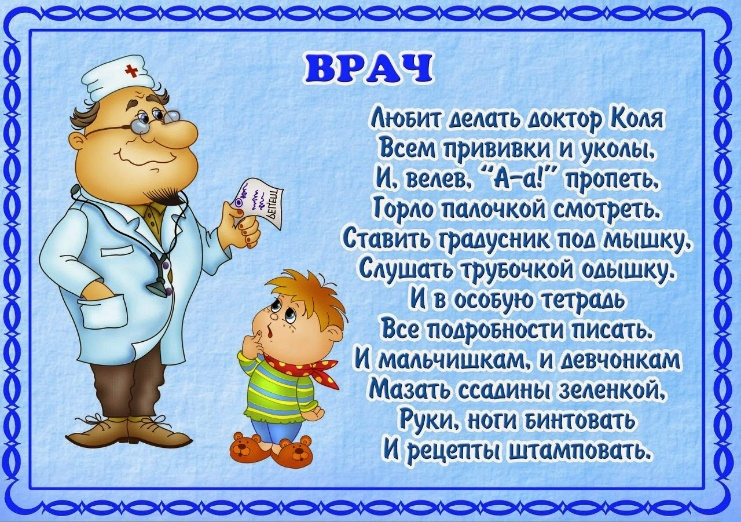 ВРАЧ
Любит делать доктор Коля
Всем прививки и уколы,
И, велев, “А-а!” пропеть,
Горло палочкой смотреть.
Ставить градусник под мышку,
Слушать трубочкой одышку.
И в особую тетрадь
Все подробности писать.
И мальчишкам, и девчонкам
Мазать ссадины зеленкой,
Руки, ноги бинтовать
И рецепты штамповать.